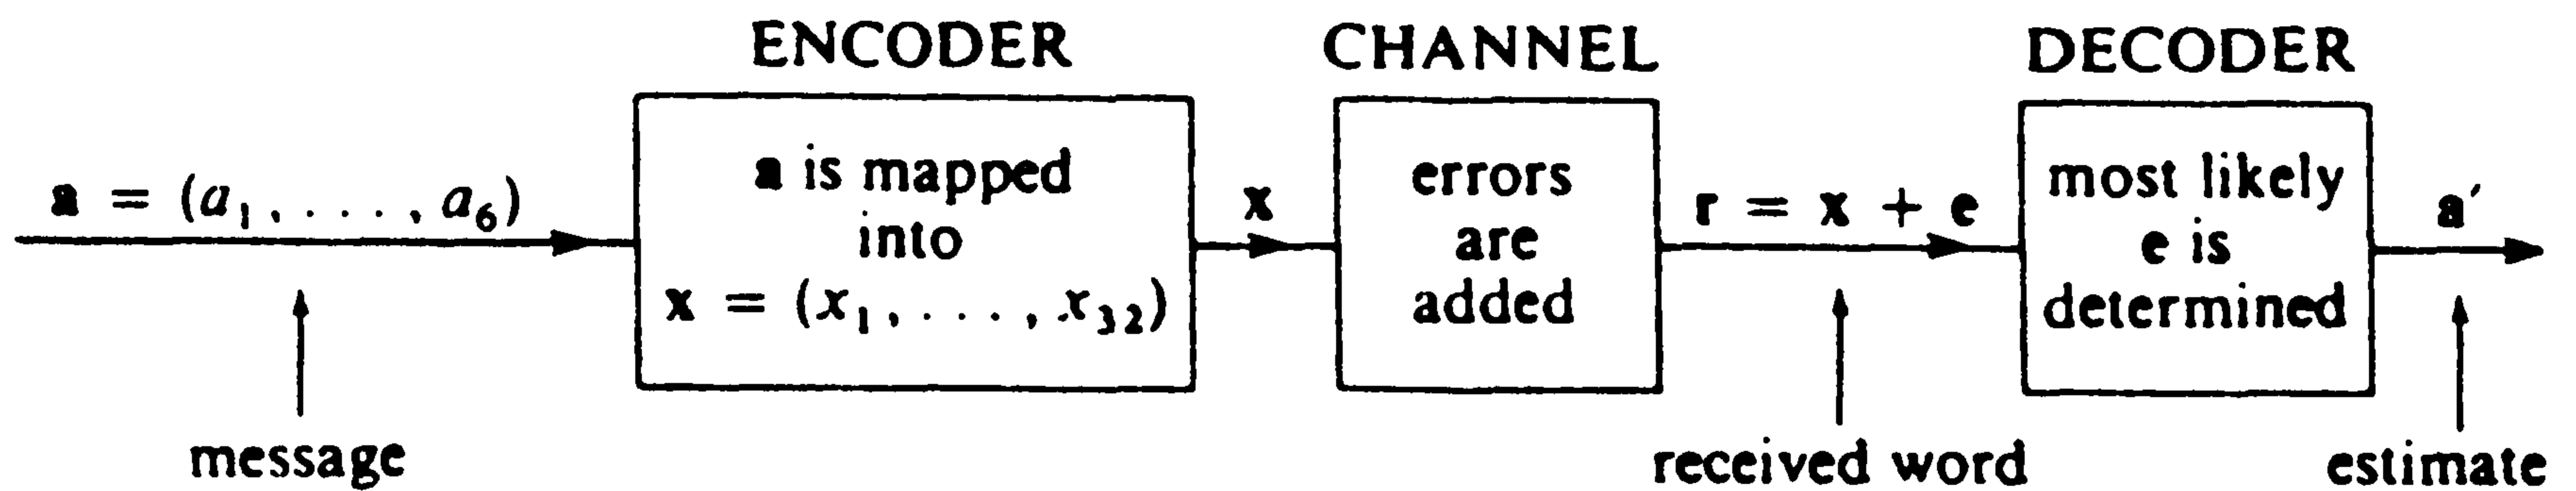 ENCODER
CHANNEL
DECODER
a = (a₁, . . . . , a₆)
a is mapped
into
x = (x₁, . . . , x₃₂)
x
errors
are
added
r = x + e
most likely
e is
determined
a′
message
received word
estimate